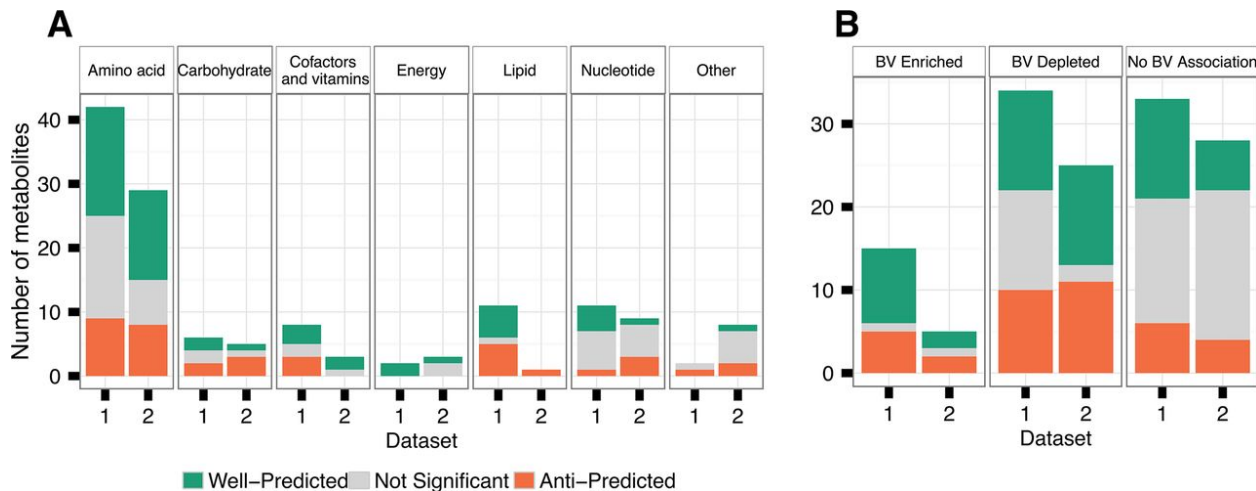 A
B
Amino acid
Carbohydrate
Cofactors
and vitamins
Energy
Lipid
Nucleotide
Other
BV Enriched
BV Depleted
No BV Association
Number of metabolites
40
30
20
10
0
30
20
10
0
1 2 1 2 1 2 1 2 1 2 1 2 1 2
1 2 1 2 1 2
Dataset
Dataset
Well-Predicted Not Significant Anti-Predicted